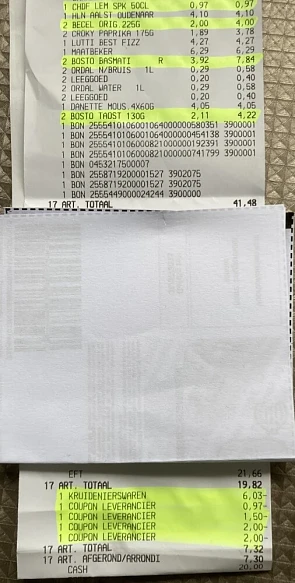 1 CHOF LEM SPK 50CL 0,97 0,97
1 HLN AALST OUDENAAR 4,10 4,10
2 BECEL ORIG 225G 2,00 4,00
2 CROKY PAPRIKA 175G 1,89 3,78
1 LUTTI BEST FIZZ 4,27 4,27
1 MAATBEKER 6,29 6,29
2 BOSTO BASMATI R 3,92 7,84
2 ORDAL N/BRUIS 1L 0,29 0,58
2 LEEGGOED 0,20 0,40
2 ORDAL WATER 1L 0,29 0,58
2 LEEGGOED 0,20 0,40
1 DANETTE MOUS.4X60G 4,05 4,05
2 BOSTO TAOST 130G 2,11 4,22
1 BON 3900001
1 BON 3900001
1 BON 3900001
1 BON 3900001
1 BON 0453217500007
1 BON 2558719200001527 3902075
1 BON 2558719200001527 3902075
1 BON 2555449000024244 3900000
17 ART. TOTAAL 41,48
EFT 21,66
17 ART. TOTAAL 19,82
1 KRUIDENIERSWAREN 6,03-
1 COUPON LEVERANCIER 0,97-
1 COUPON LEVERANCIER 1,50-
1 COUPON LEVERANCIER 2,00-
1 COUPON LEVERANCIER 2,00-
17 ART. TOTAAL 7,32
17 ART. AFGEROND/ARRONDI 7,30
CASH 20,00